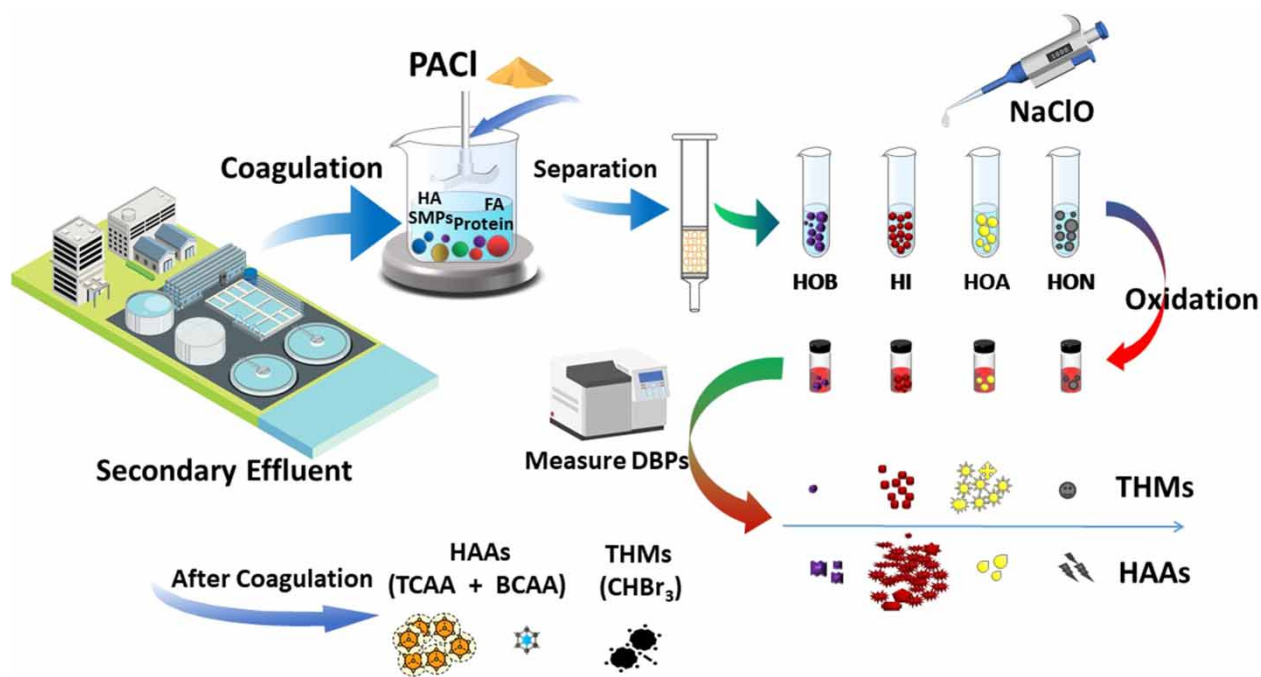 PACl
1000
NaClO
Coagulation
Separation
HA
FA
SMPs
Protein
HOB
HI
HOA
HON
Oxidation
Measure DBPs
Secondary Effluent
THMs
HAAs
After Coagulation
HAAs
(TCAA + BCAA)
THMs
(CHBr₃)